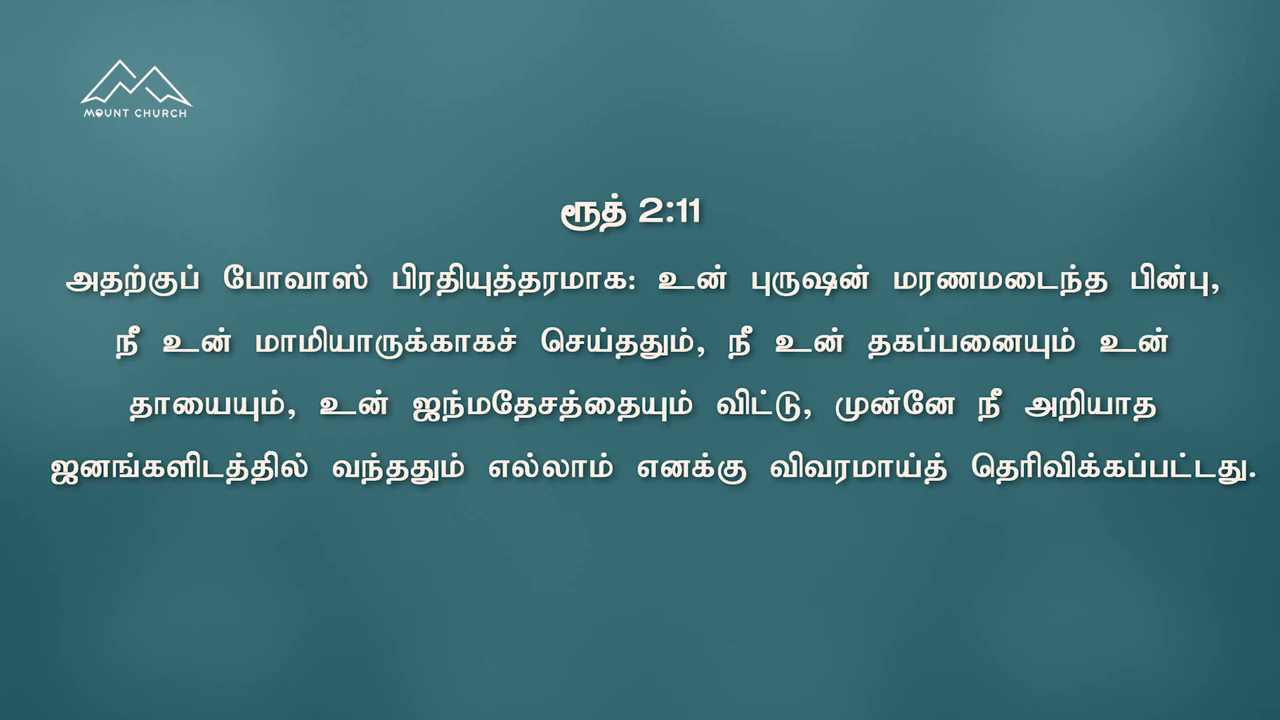 MOUNT CHURCH
ரூத் 2:11
அதற்குப் போவாஸ் பிரதியுத்தரமாக: உன் புருஷன் மரணமடைந்த பின்பு,
நீ உன் மாமியாருக்காகச் செய்ததும், நீ உன் தகப்பனையும் உன்
தாயையும், உன் ஜந்மதேசத்தையும் விட்டு, முன்னே நீ அறியாத
ஜனங்களிடத்தில் வந்ததும் எல்லாம் எனக்கு விவரமாய்த் தெரிவிக்கப்பட்டது.